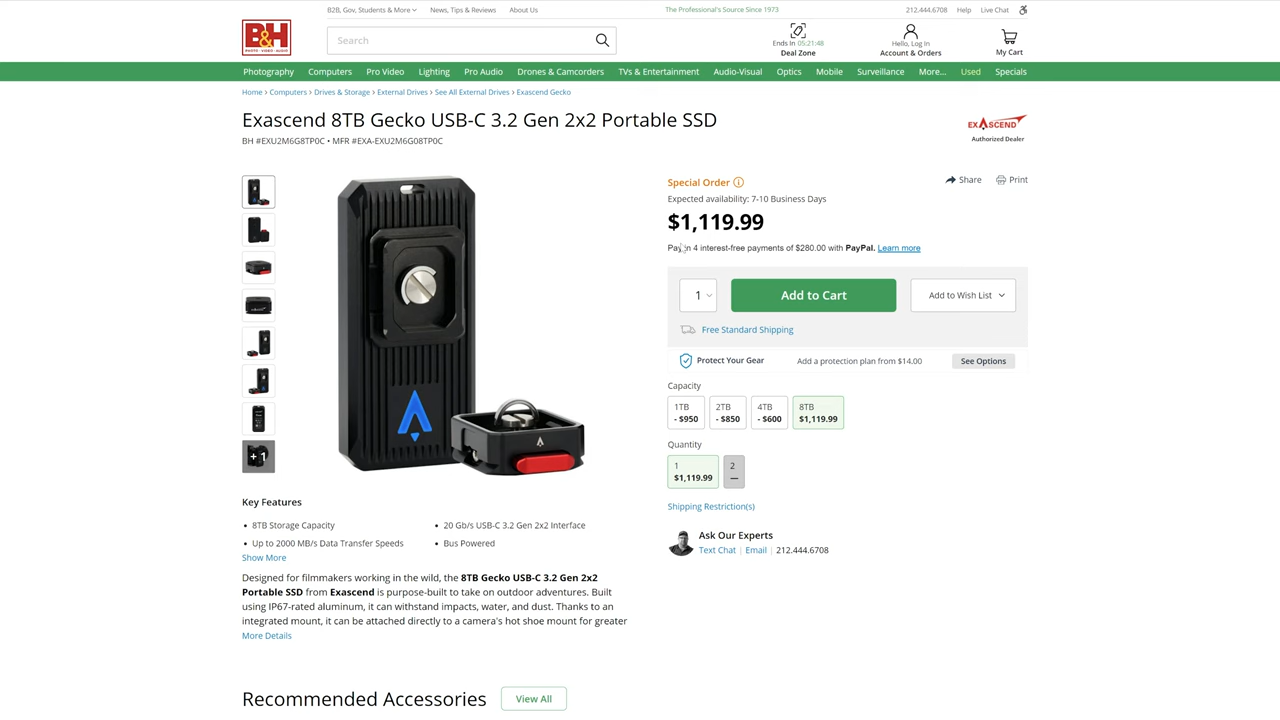 B2B, Gov, Students & More
News, Tips & Reviews
About Us
The Professional's Source Since 1973
212.444.6708
Help
Live Chat
B&H
PHOTO · VIDEO · AUDIO
Search
Ends In 05:21:48
Deal Zone
Hello, Log In
Account & Orders
My Cart
Photography
Computers
Pro Video
Lighting
Pro Audio
Drones & Camcorders
TVs & Entertainment
Audio-Visual
Optics
Mobile
Surveillance
More...
Used
Specials
Home > Computers > Drives & Storage > External Drives > See All External Drives > Exascend Gecko
Exascend 8TB Gecko USB-C 3.2 Gen 2x2 Portable SSD
BH #EXU2M6G8TP0C • MFR #EXA-EXU2M6G08TP0C
EXASCEND
Authorized Dealer
Special Order
Share
Print
Expected availability: 7-10 Business Days
$1,119.99
Pay in 4 interest-free payments of $280.00 with PayPal. Learn more
1
Add to Cart
Add to Wish List
Free Standard Shipping
Protect Your Gear
Add a protection plan from $14.00
See Options
Capacity
1TB
- $950
2TB
- $850
4TB
- $600
8TB
$1,119.99
Quantity
1
$1,119.99
2
—
Shipping Restriction(s)
Ask Our Experts
Text Chat | Email | 212.444.6708
+ 1
Key Features
• 8TB Storage Capacity
• 20 Gb/s USB-C 3.2 Gen 2x2 Interface
• Up to 2000 MB/s Data Transfer Speeds
• Bus Powered
Show More
Designed for filmmakers working in the wild, the 8TB Gecko USB-C 3.2 Gen 2x2
Portable SSD from Exascend is purpose-built to take on outdoor adventures. Built
using IP67-rated aluminum, it can withstand impacts, water, and dust. Thanks to an
integrated mount, it can be attached directly to a camera's hot shoe mount for greater
More Details
Recommended Accessories
View All